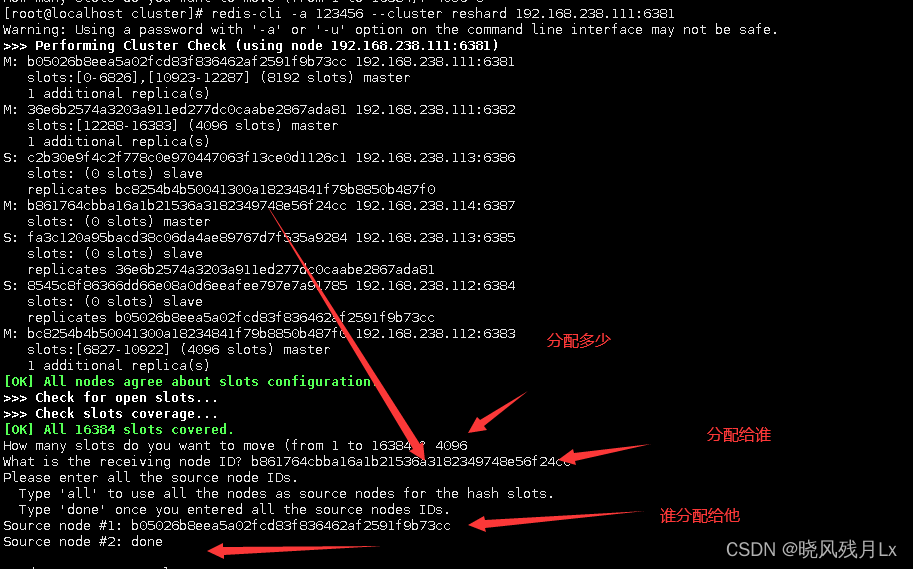 [root@localhost cluster]# redis-cli -a 123456 --cluster reshard 192.168.238.111:6381
Warning: Using a password with '-a' or '-u' option on the command line interface may not be safe.
>>> Performing Cluster Check (using node 192.168.238.111:6381)
M: b05026b8eea5a02fcd83f836462af2591f9b73cc 192.168.238.111:6381
slots:[0-6826],[10923-12287] (8192 slots) master
1 additional replica(s)
M: 36e6b2574a3203a911ed277dc0caabe2867ada81 192.168.238.111:6382
slots:[12288-16383] (4096 slots) master
1 additional replica(s)
S: c2b30e9f4c2f778c0e970447063f13ce0d1126c1 192.168.238.113:6386
slots: (0 slots) slave
replicates bc8254b4b50041300a18234841f79b8850b487f0
M: b861764cbba16a1b21536a3182349748e56f24cc 192.168.238.114:6387
slots: (0 slots) master
S: fa3c120a95bacd38c06da4ae89767d7f535a9284 192.168.238.113:6385
slots: (0 slots) slave
replicates 36e6b2574a3203a911ed277dc0caabe2867ada81
S: 8545c8f86366dd66e08a0d6eeafee797e7a91785 192.168.238.112:6384
slots: (0 slots) slave
replicates b05026b8eea5a02fcd83f836462af2591f9b73cc
M: bc8254b4b50041300a18234841f79b8850b487f0 192.168.238.112:6383
slots:[6827-10922] (4096 slots) master
1 additional replica(s)
分配多少
[OK] All nodes agree about slots configuration.
>>> Check for open slots...
>>> Check slots coverage...
[OK] All 16384 slots covered.
分配给谁
How many slots do you want to move (from 1 to 16384)? 4096
What is the receiving node ID? b861764cbba16a1b21536a3182349748e56f24cc
Please enter all the source node IDs.
Type 'all' to use all the nodes as source nodes for the hash slots.
Type 'done' once you entered all the source nodes IDs.
谁分配给他
Source node #1: b05026b8eea5a02fcd83f836462af2591f9b73cc
Source node #2: done
CSDN @晓风残月Lx